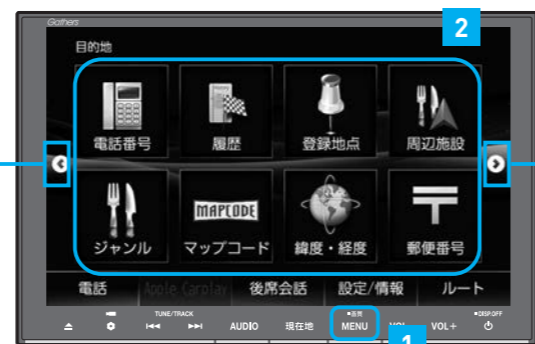 Gathers
2
目的地
電話番号 履歴 登録地点 周辺施設
MAPCODE
ジャンル マップコード 緯度・経度 郵便番号
電話 Apple CarPlay 後席会話 設定/情報 ルート
TUNE/TRACK ■画質 ■DISP.OFF
AUDIO 現在地 MENU VOL VOL+
1